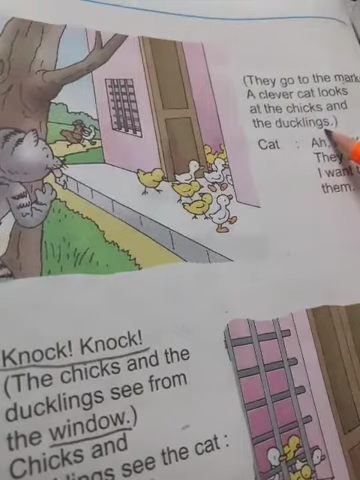 (They go to the mark
A clever cat looks
at the chicks and
the ducklings.)
Cat : Ah,
They
I want
them
Knock! Knock!
(The chicks and the
ducklings see from
the window.)
Chicks and
see the cat :